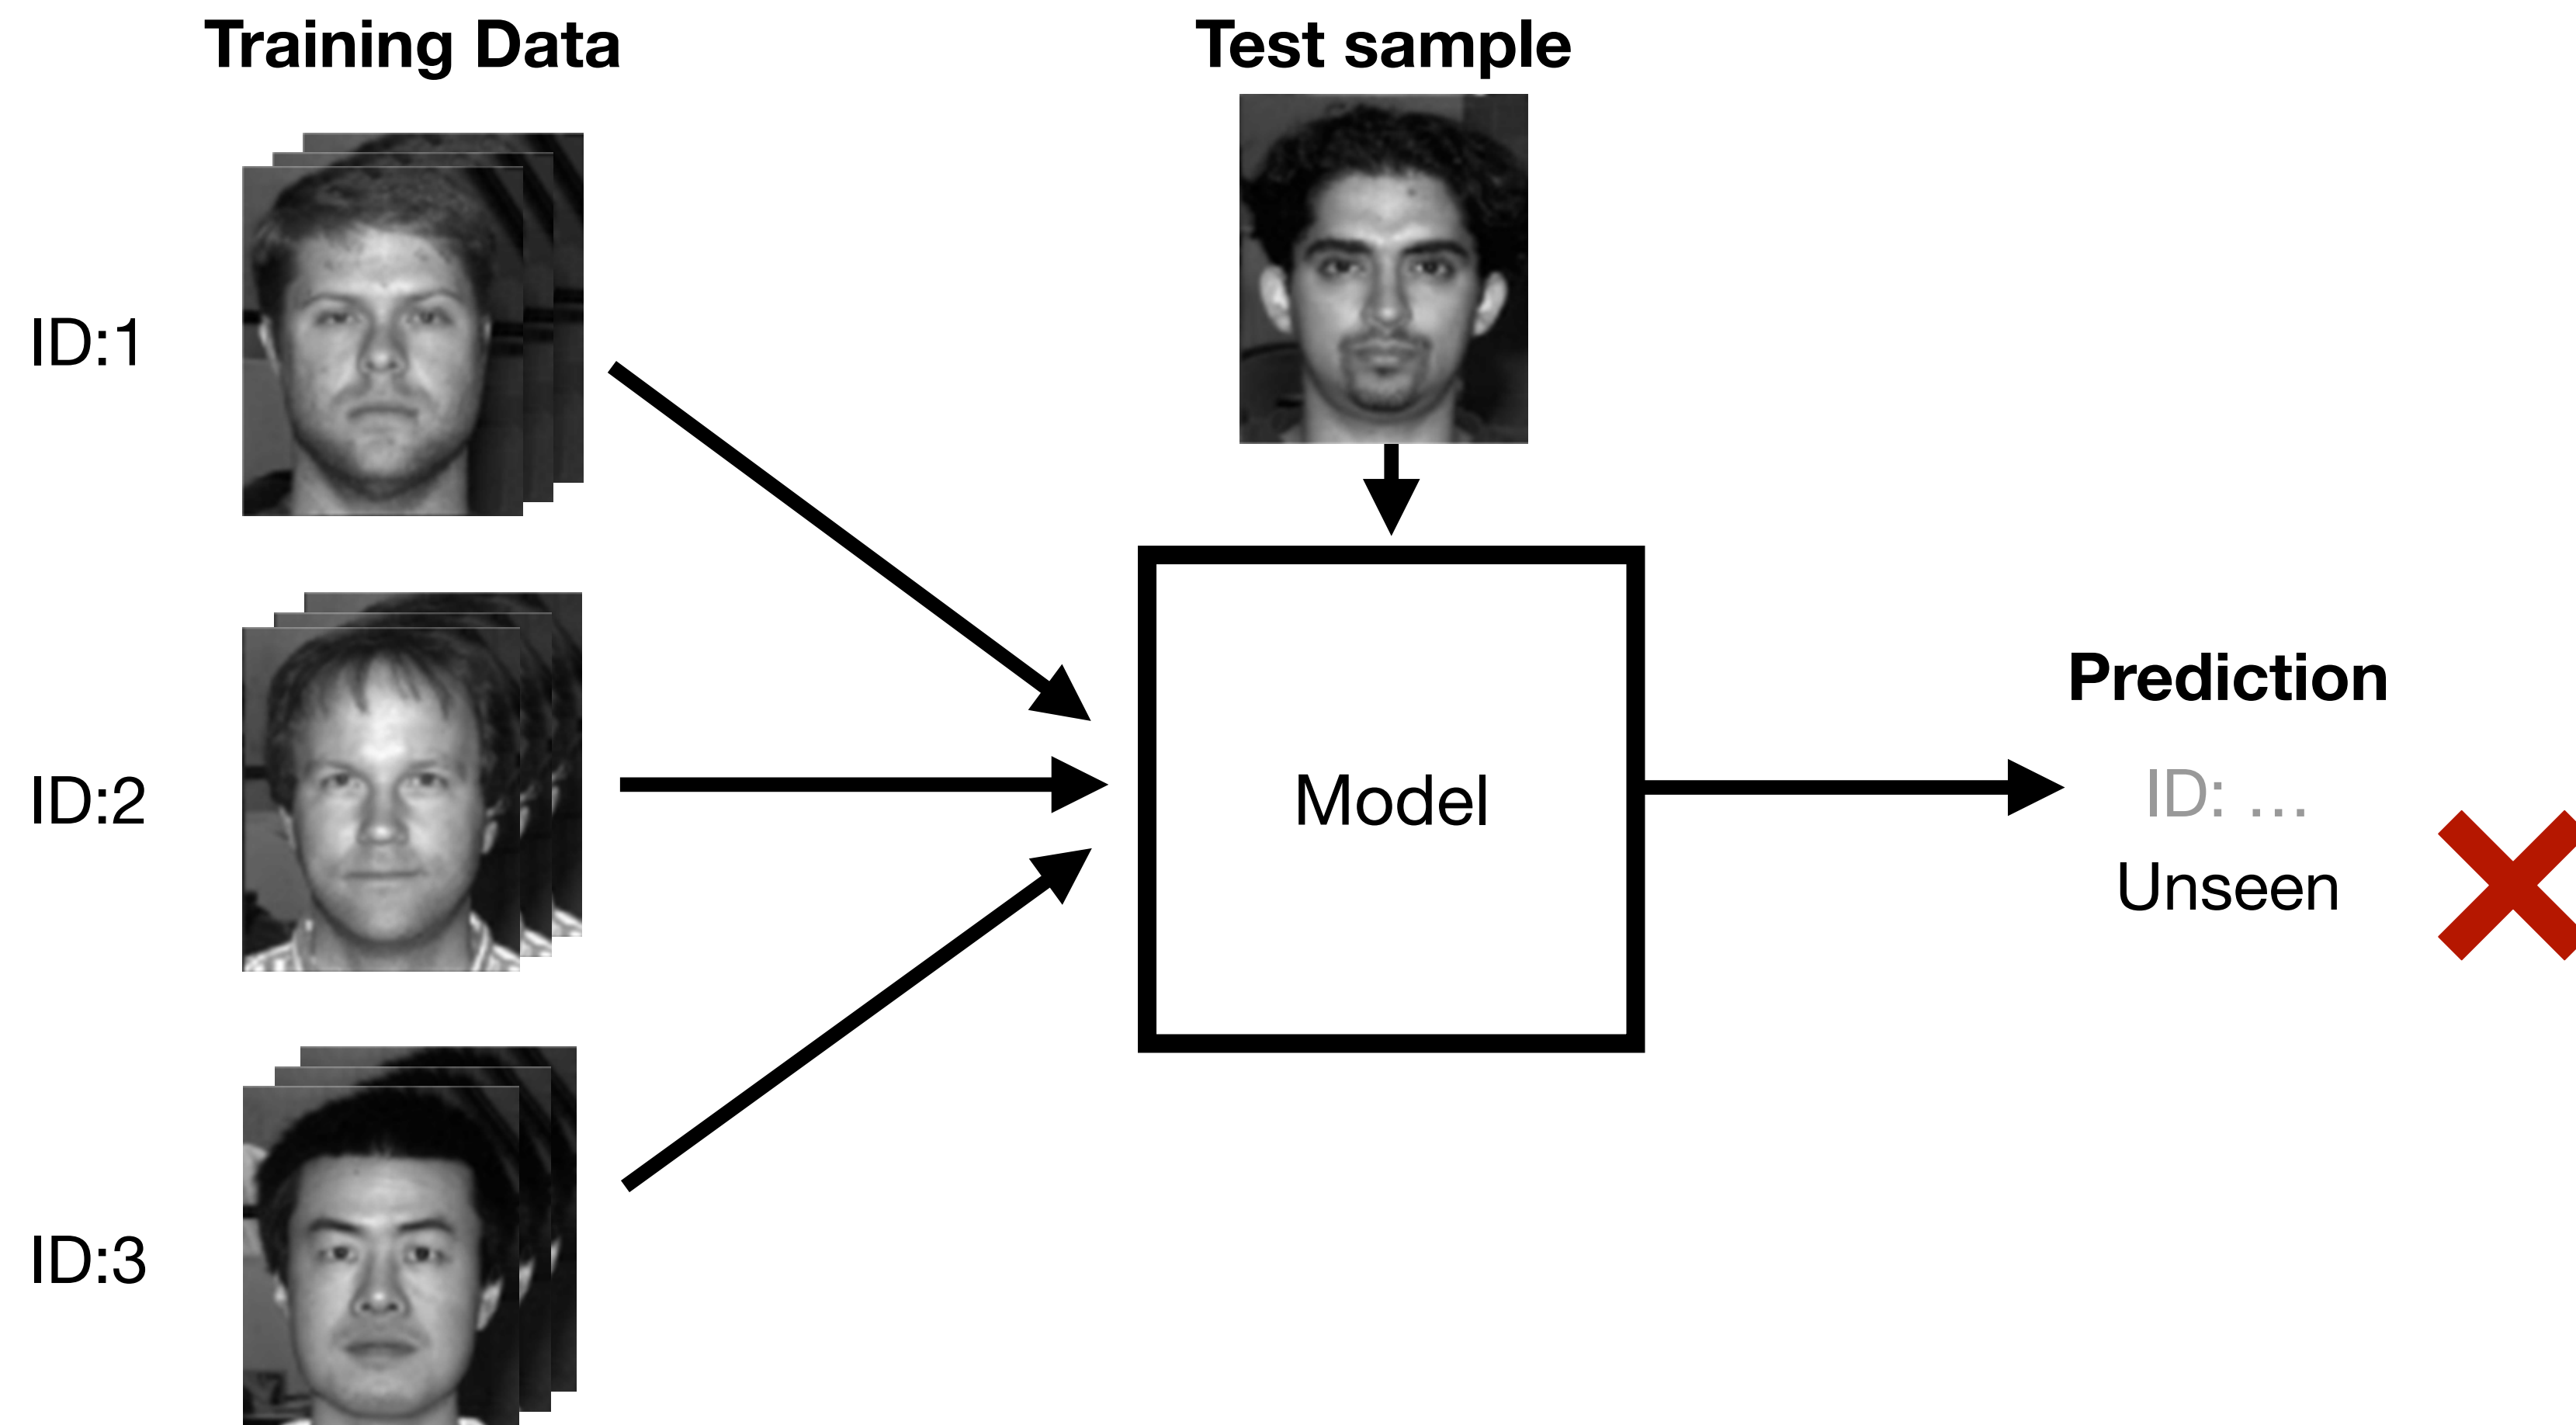 Training Data
Test sample
ID:1
ID:2
ID:3
Model
Prediction
ID: ...
Unseen